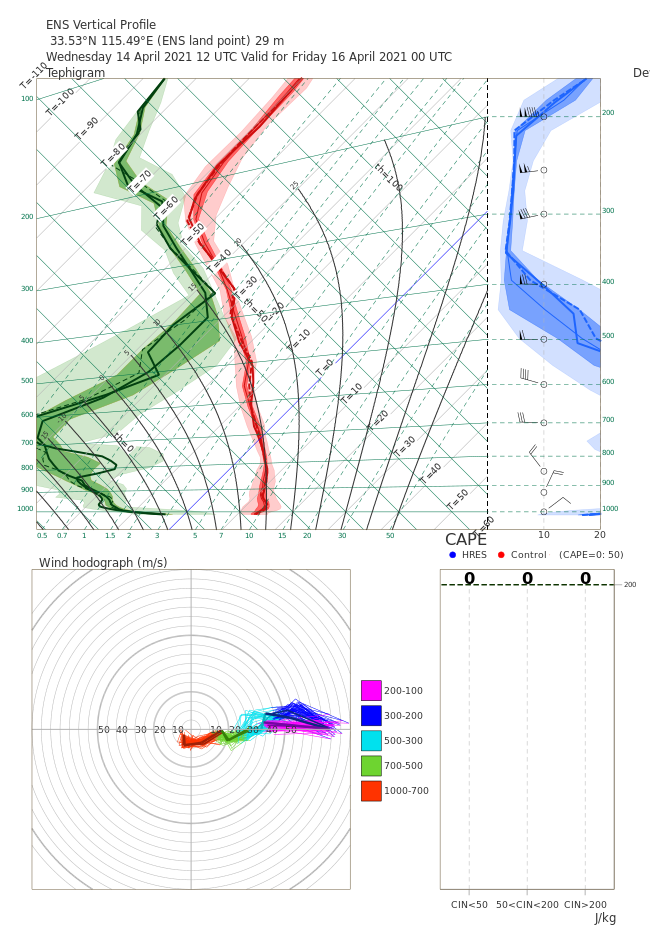 ENS Vertical Profile
33.53°N 115.49°E (ENS land point) 29 m
Wednesday 14 April 2021 12 UTC Valid for Friday 16 April 2021 00 UTC
Tephigram
De
T=-110
T=-100
T=-90
T=-80
T=-70
T=-60
T=-50
T=-40
T=-30
T=-20
T=-10
T=0
T=10
T=20
T=30
T=40
T=50
T=60
th=100
th=50
th=0
25
20
15
10
5
100
200
300
400
500
600
700
800
900
1000
0.5 0.7 1 1.5 2 3 5 7 10 15 20 30 50
200
300
400
500
600
700
800
900
1000
10 20
CAPE
HRES Control (CAPE=0: 50)
Wind hodograph (m/s)
50 40 30 20 10 10 20 30 40 50
200-100
300-200
500-300
700-500
1000-700
0 0 0
200
CIN<50 50<CIN<200 CIN>200
J/kg